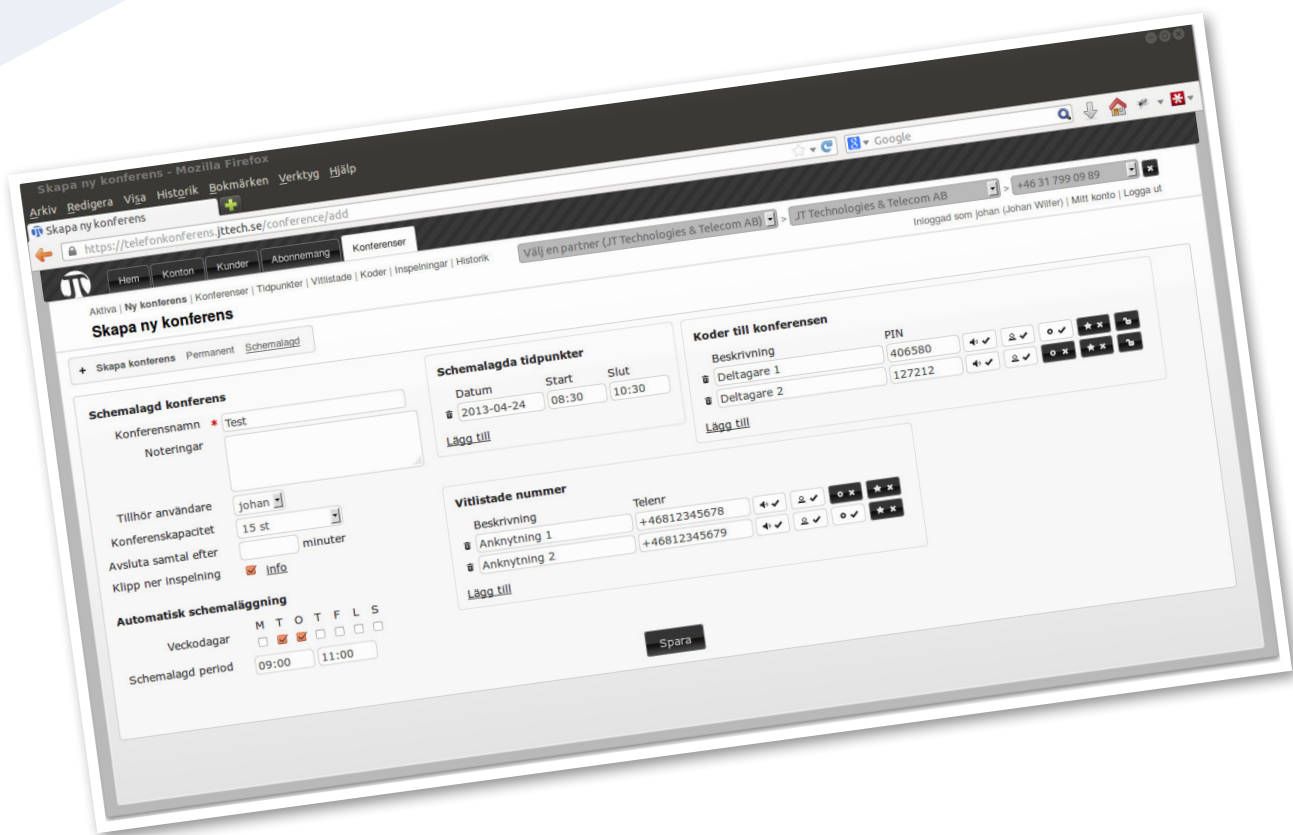 Skapa ny konferens - Mozilla Firefox
Arkiv Redigera Visa Historik Bokmärken Verktyg Hjälp
Skapa ny konferens
https://telefonkonferens.jttech.se/conference/add
Google
Hem Konton Kunder Abonnemang Konferenser
Välj en partner (JT Technologies & Telecom AB) > JT Technologies & Telecom AB > +46 31 799 09 89
Inloggad som johan (Johan Wilfer) | Mitt konto | Logga ut
Aktiva | Ny konferens | Konferenser | Tidpunkter | Vitlistade | Koder | Inspelningar | Historik
Skapa ny konferens
+ Skapa konferens Permanent Schemalagd
Schemalagd konferens
Konferensnamn * Test
Noteringar
Tillhör användare johan
Konferenskapacitet 15 st
Avsluta samtal efter minuter
Klipp ner inspelning Info
Automatisk schemaläggning
M T O T F L S
Veckodagar
Schemalagd period 09:00 11:00
Schemalagda tidpunkter
Datum Start Slut
2013-04-24 08:30 10:30
Lägg till
Koder till konferensen
Beskrivning PIN
Deltagare 1 406580
Deltagare 2 127212
Lägg till
Vitlistade nummer
Beskrivning Telenr
Anknytning 1 +46812345678
Anknytning 2 +46812345679
Lägg till
Spara